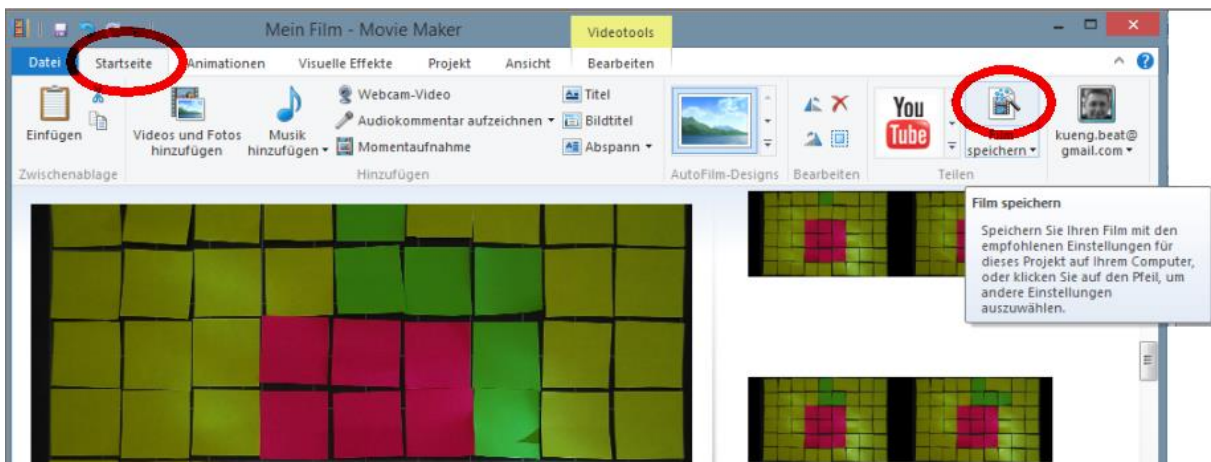 Mein Film - Movie Maker
Videotools
Datei Startseite Animationen Visuelle Effekte Projekt Ansicht Bearbeiten
Einfügen
Zwischenablage
Videos und Fotos
hinzufügen
Musik
hinzufügen
Webcam-Video
Audiokommentar aufzeichnen
Momentaufnahme
Titel
Bildtitel
Abspann
Hinzufügen
AutoFilm-Designs
Bearbeiten
You
Tube
Film
speichern
Teilen
kueng.beat@
gmail.com
Film speichern
Speichern Sie Ihren Film mit den
empfohlenen Einstellungen für
dieses Projekt auf Ihrem Computer,
oder klicken Sie auf den Pfeil, um
andere Einstellungen
auszuwählen.